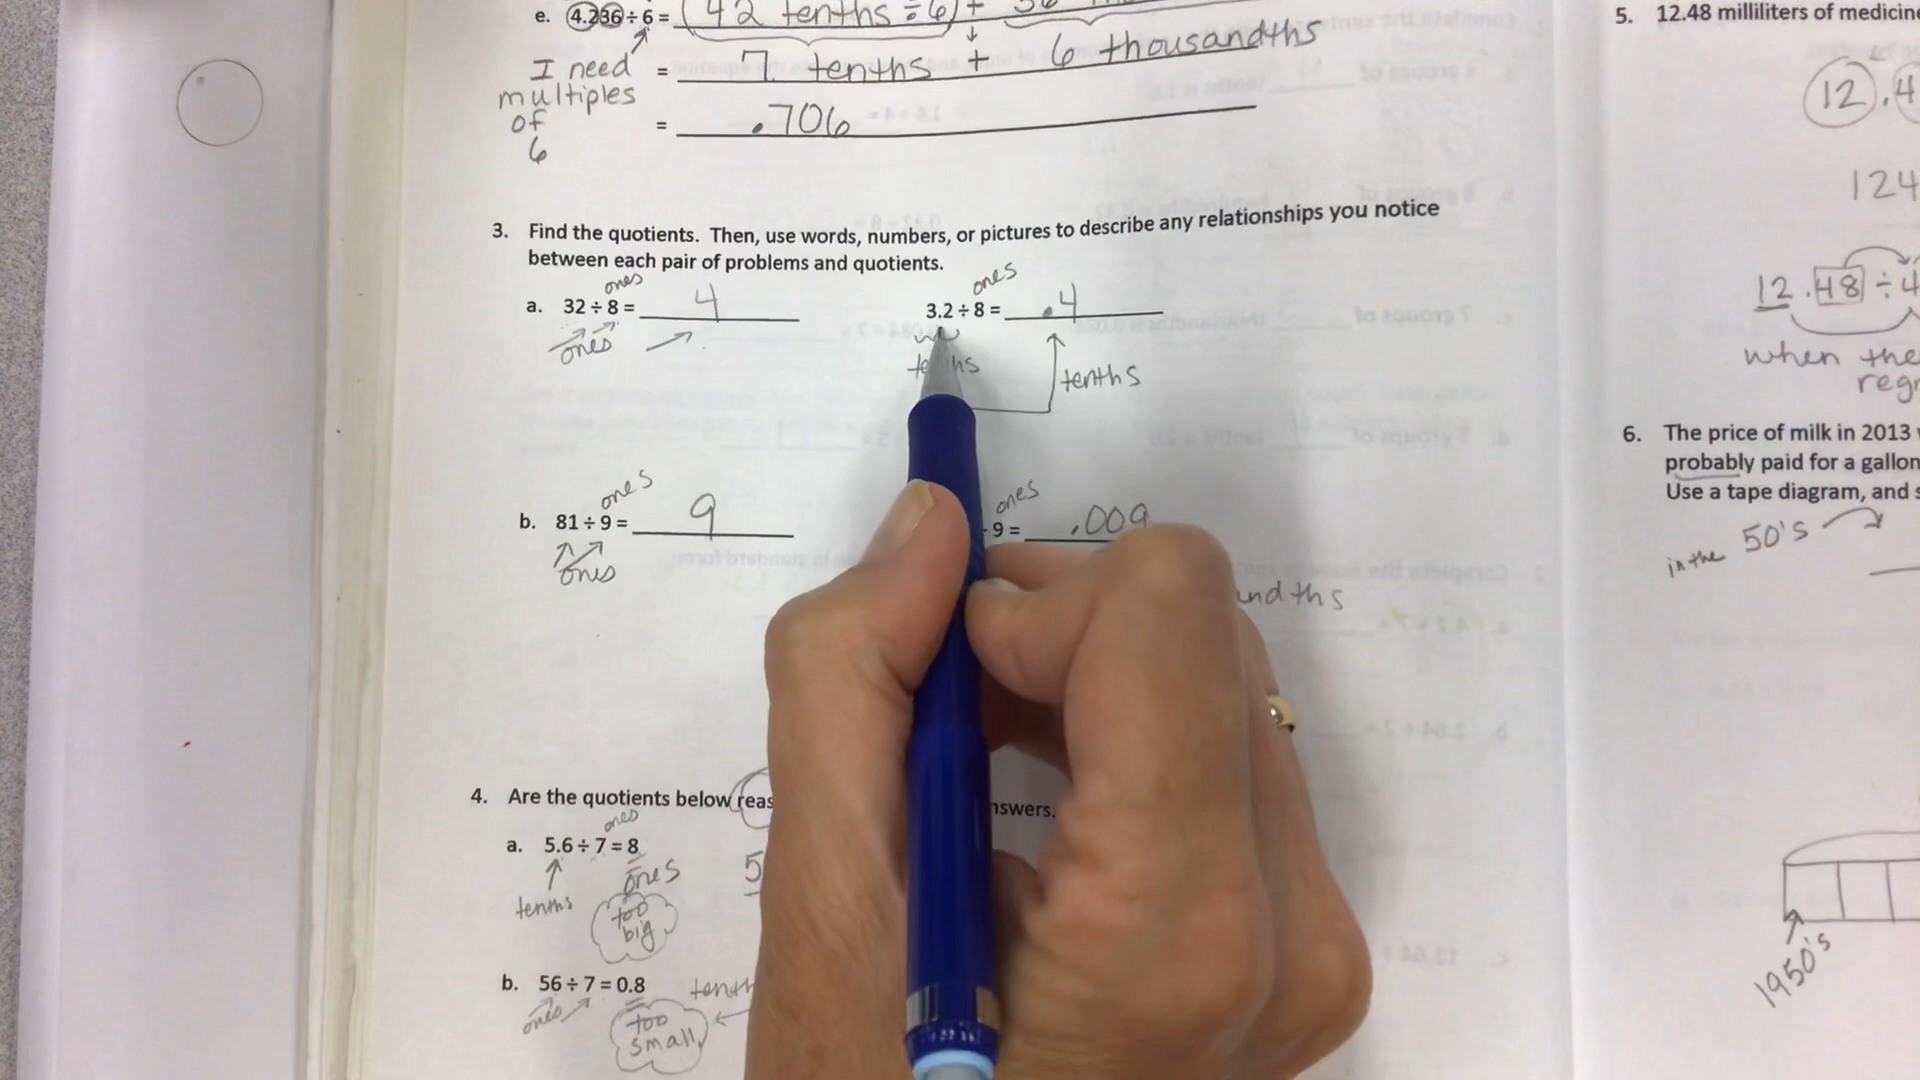 e. 4.236 ÷ 6 = (42 tenths ÷ 6) + 36
I need = 7 tenths + 6 thousandths
multiples
of = .706
6
3. Find the quotients. Then, use words, numbers, or pictures to describe any relationships you notice
between each pair of problems and quotients.
ones ones
a. 32 ÷ 8 = 4 3.2 ÷ 8 = .4
ones tenths tenths
ones ones
b. 81 ÷ 9 = 9 9 = .009
ones
ndths
4. Are the quotients below reas nswers.
ones
a. 5.6 ÷ 7 = 8 5
tenths ones
too
big
b. 56 ÷ 7 = 0.8 tenth
ones too
small
5. 12.48 milliliters of medicine
12.4
124
12.48 ÷ 4
when the
regr
6. The price of milk in 2013 w
probably paid for a gallon
Use a tape diagram, and s
in the 50's
1950's